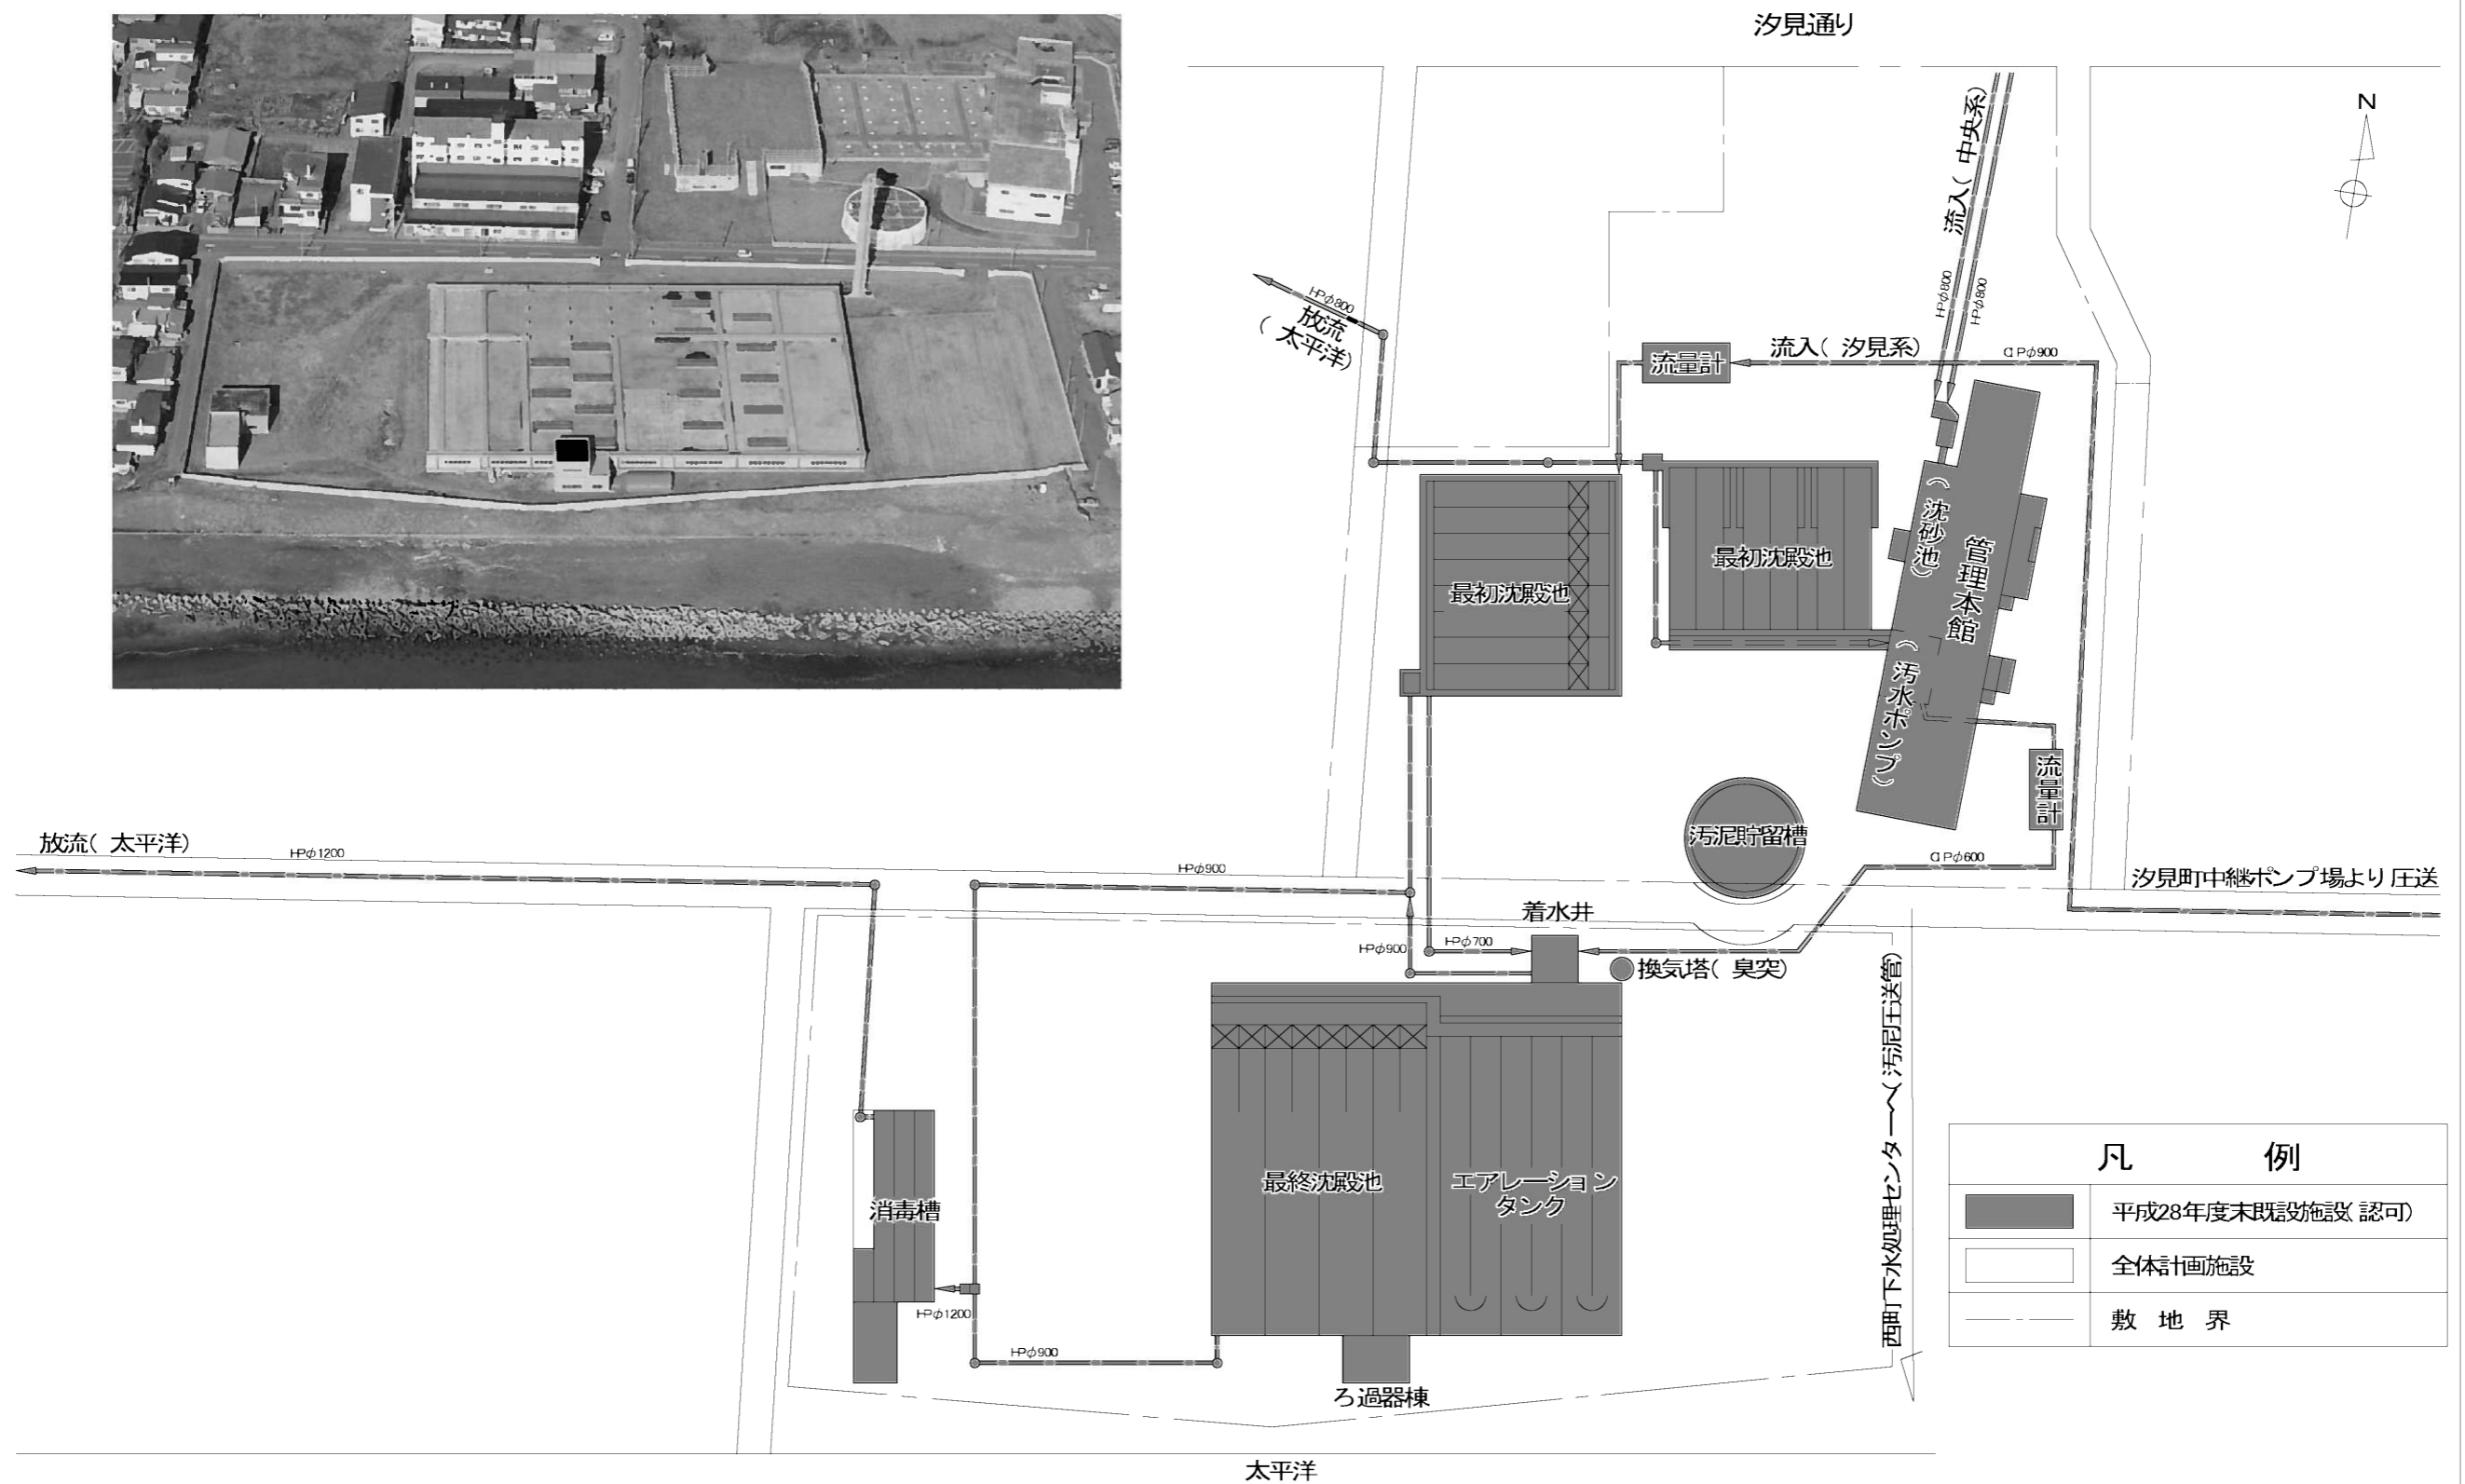 汐見通り
N
流入( 中央系)
HPφ800
HPφ800
HPφ800
放流
( 太平洋)
流量計
流入( 汐見系)
CIPφ900
最初沈殿池
最初沈殿池
( 沈砂池)
管理本館
( 汚水ポンプ)
流量計
汚泥貯留槽
CIPφ600
放流( 太平洋)
HPφ1200
HPφ900
汐見町中継ポンプ場より圧送
着水井
HPφ900
HPφ700
換気塔( 臭突)
西町下水処理センターへ( 汚泥圧送管)
最終沈殿池
エアレーション
タンク
消毒槽
HPφ1200
HPφ900
ろ過器棟
太平洋
凡 例
平成28年度末既設施設( 認可)
全体計画施設
敷 地 界